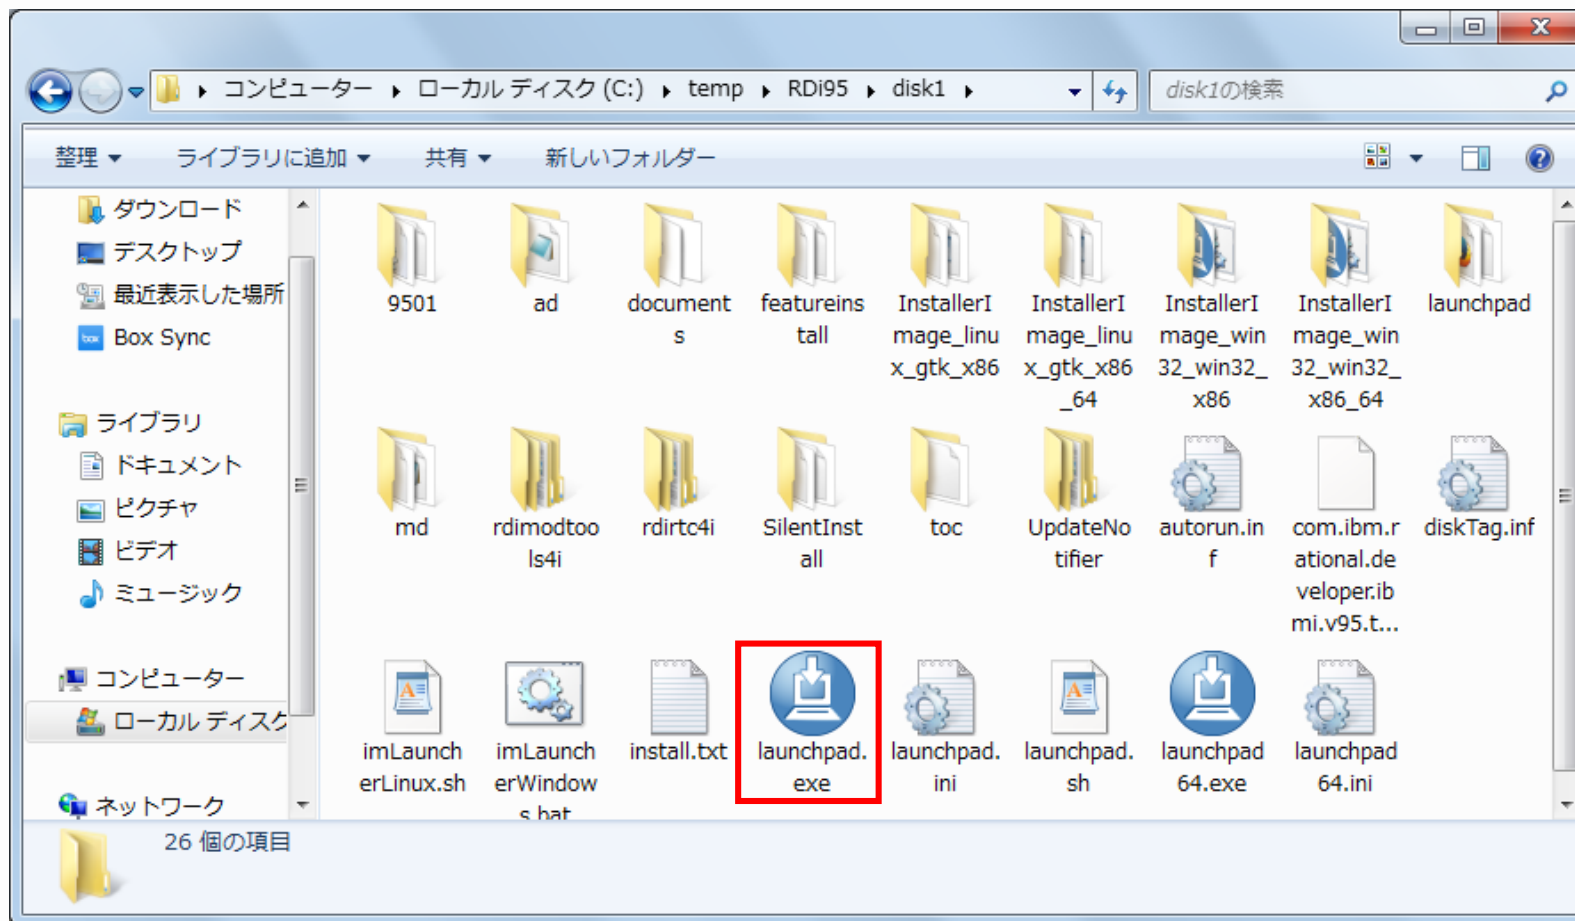 コンピューター ▸ ローカル ディスク (C:) ▸ temp ▸ RDi95 ▸ disk1 ▸
disk1の検索
整理 ライブラリに追加 共有 新しいフォルダー
ダウンロード
デスクトップ
最近表示した場所
Box Sync
ライブラリ
ドキュメント
ピクチャ
ビデオ
ミュージック
コンピューター
ローカル ディスク
ネットワーク
9501
ad
document
s
featureins
tall
InstallerI
mage_linu
x_gtk_x86
InstallerI
mage_linu
x_gtk_x86
_64
InstallerI
mage_win
32_win32_
x86
InstallerI
mage_win
32_win32_
x86_64
launchpad
md
rdimodtoo
ls4i
rdirtc4i
SilentInst
all
toc
UpdateNo
tifier
autorun.in
f
com.ibm.r
ational.de
veloper.ib
mi.v95.t...
diskTag.inf
imLaunch
erLinux.sh
imLaunch
erWindow
s.bat
install.txt
launchpad.
exe
launchpad.
ini
launchpad.
sh
launchpad
64.exe
launchpad
64.ini
26 個の項目